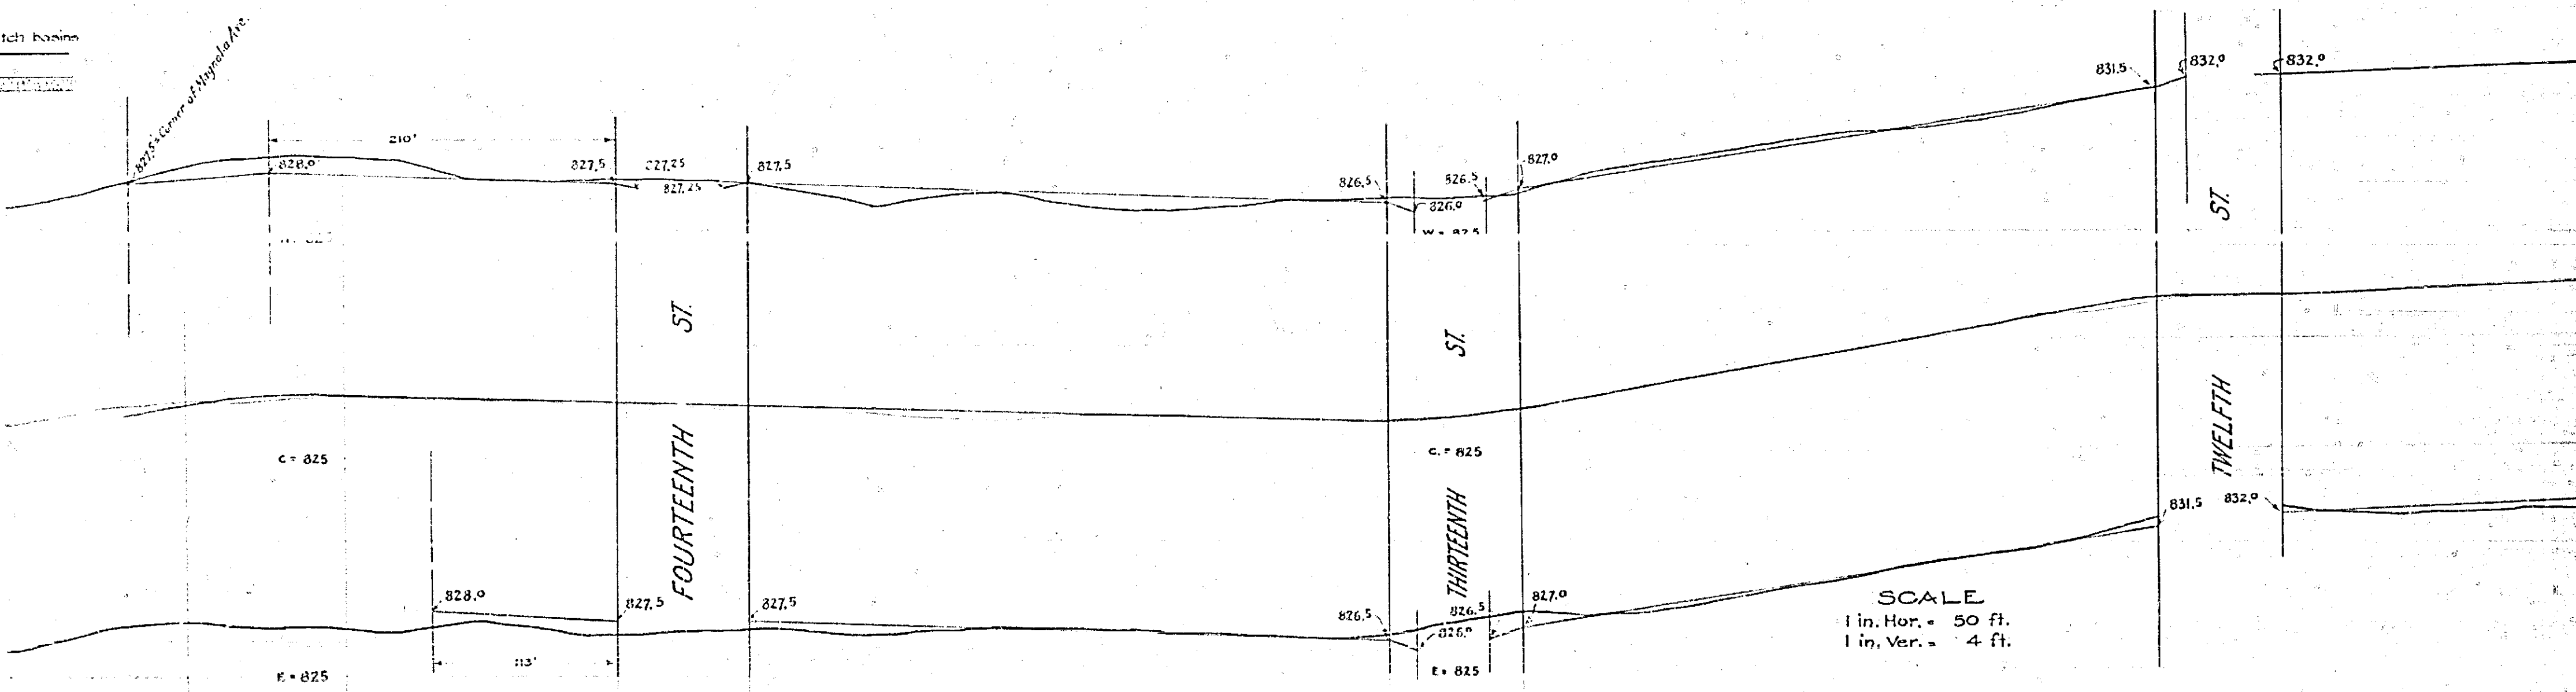 tch basins
827.5 = Corner of Magnolia Ave.
210'
828.0
827.5
827.25
827.25
827.5
826.5
826.0
826.5
827.0
W = 825
831.5
832.0
832.0
FOURTEENTH ST.
THIRTEENTH ST.
TWELFTH ST.
C = 825
C. = 825
828.0
827.5
827.5
826.5
826.0
826.5
827.0
831.5
832.0
113'
E = 825
E = 825
SCALE
1 in. Hor. = 50 ft.
1 in. Ver. = 4 ft.